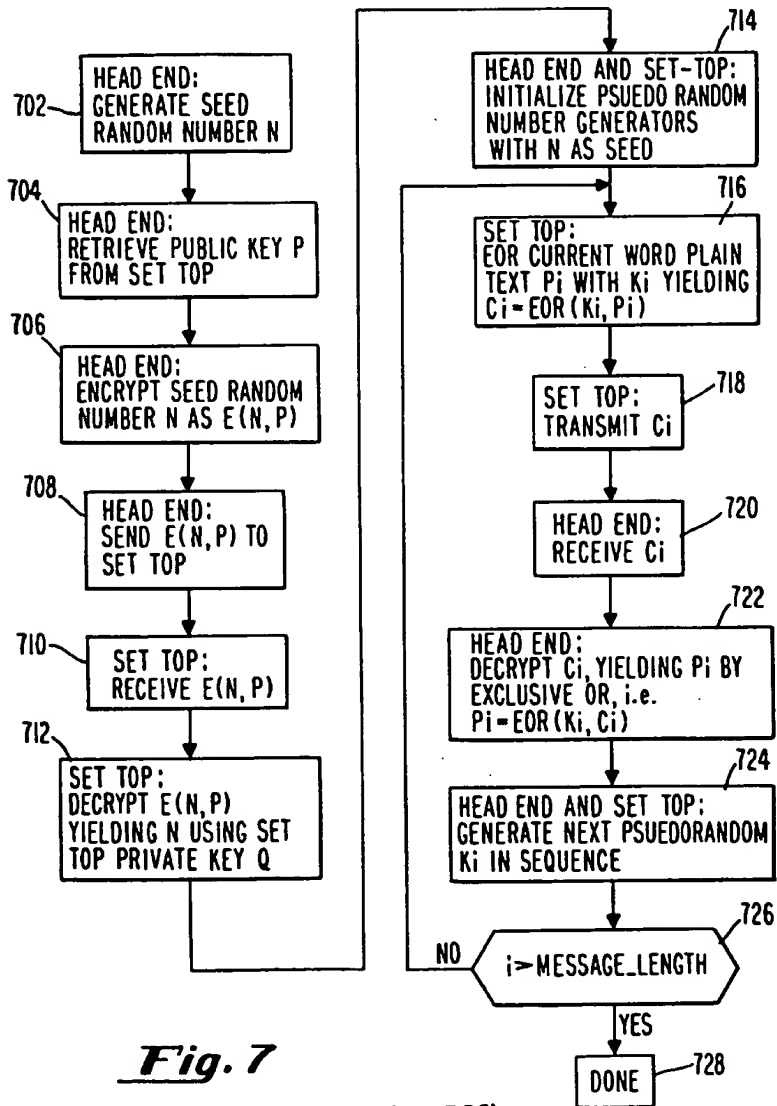 702
HEAD END:
GENERATE SEED
RANDOM NUMBER N
704
HEAD END:
RETRIEVE PUBLIC KEY P
FROM SET TOP
706
HEAD END:
ENCRYPT SEED RANDOM
NUMBER N AS E(N,P)
708
HEAD END:
SEND E(N,P) TO
SET TOP
710
SET TOP:
RECEIVE E(N,P)
712
SET TOP:
DECRYPT E(N,P)
YIELDING N USING SET
TOP PRIVATE KEY Q
714
HEAD END AND SET-TOP:
INITIALIZE PSUEDO RANDOM
NUMBER GENERATORS
WITH N AS SEED
716
SET TOP:
EOR CURRENT WORD PLAIN
TEXT Pi WITH Ki YIELDING
Ci=EOR(Ki,Pi)
718
SET TOP:
TRANSMIT Ci
720
HEAD END:
RECEIVE Ci
722
HEAD END:
DECRYPT Ci, YIELDING Pi BY
EXCLUSIVE OR, i.e.
Pi=EOR(Ki,Ci)
724
HEAD END AND SET TOP:
GENERATE NEXT PSUEDORANDOM
Ki IN SEQUENCE
726
i>MESSAGE_LENGTH
NO
YES
DONE
728
Fig. 7